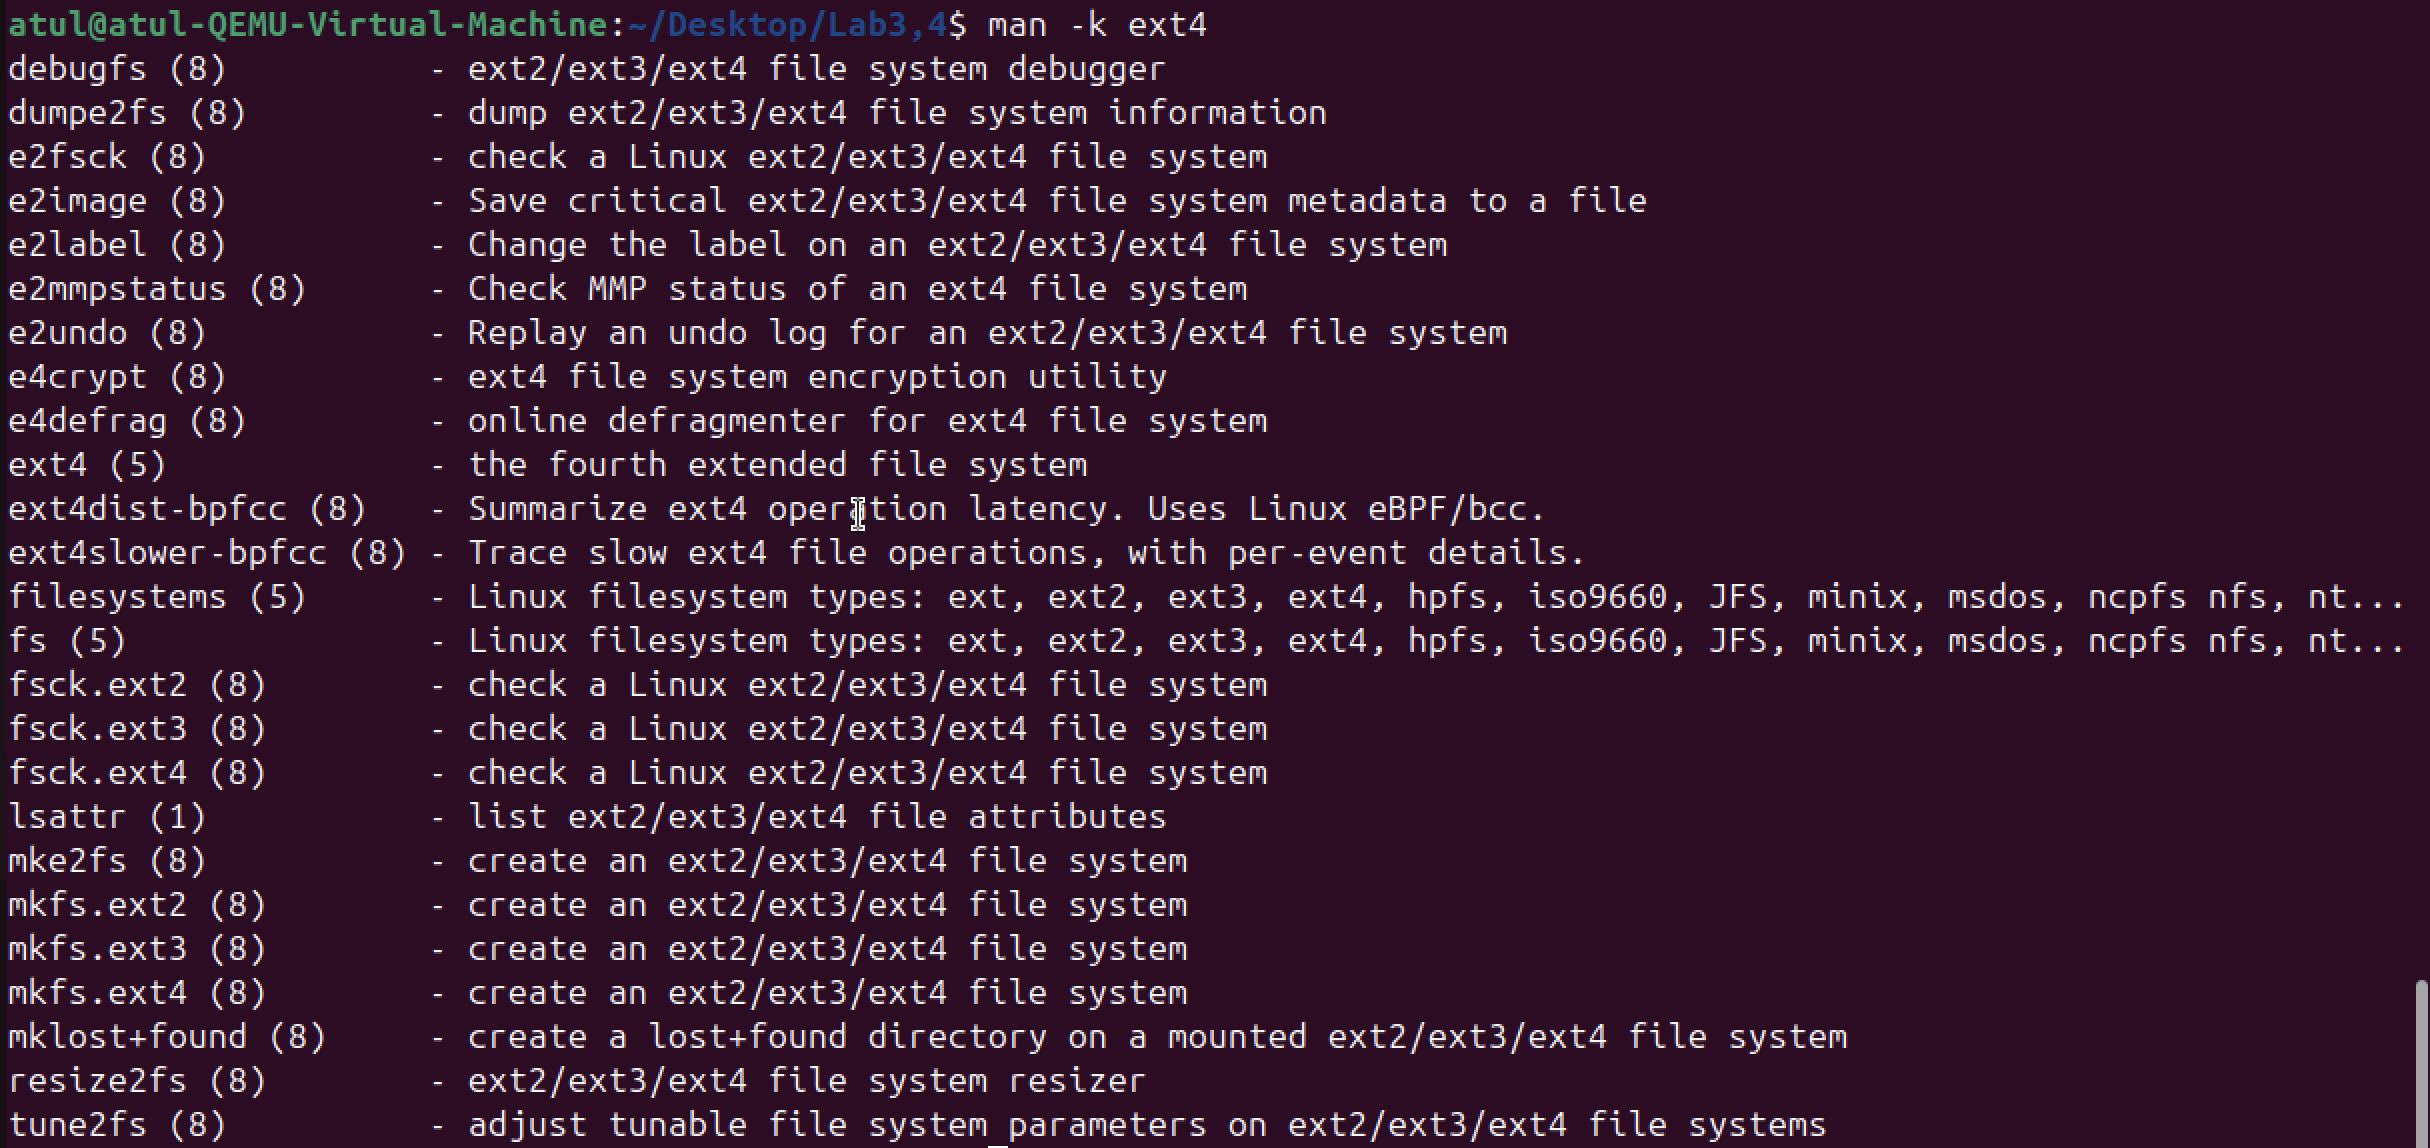 atul@atul-QEMU-Virtual-Machine:~/Desktop/Lab3,4$ man -k ext4
debugfs (8)          - ext2/ext3/ext4 file system debugger
dumpe2fs (8)         - dump ext2/ext3/ext4 file system information
e2fsck (8)           - check a Linux ext2/ext3/ext4 file system
e2image (8)          - Save critical ext2/ext3/ext4 file system metadata to a file
e2label (8)          - Change the label on an ext2/ext3/ext4 file system
e2mmpstatus (8)      - Check MMP status of an ext4 file system
e2undo (8)           - Replay an undo log for an ext2/ext3/ext4 file system
e4crypt (8)          - ext4 file system encryption utility
e4defrag (8)         - online defragmenter for ext4 file system
ext4 (5)             - the fourth extended file system
ext4dist-bpfcc (8)   - Summarize ext4 operation latency. Uses Linux eBPF/bcc.
ext4slower-bpfcc (8) - Trace slow ext4 file operations, with per-event details.
filesystems (5)      - Linux filesystem types: ext, ext2, ext3, ext4, hpfs, iso9660, JFS, minix, msdos, ncpfs nfs, nt...
fs (5)               - Linux filesystem types: ext, ext2, ext3, ext4, hpfs, iso9660, JFS, minix, msdos, ncpfs nfs, nt...
fsck.ext2 (8)        - check a Linux ext2/ext3/ext4 file system
fsck.ext3 (8)        - check a Linux ext2/ext3/ext4 file system
fsck.ext4 (8)        - check a Linux ext2/ext3/ext4 file system
lsattr (1)           - list ext2/ext3/ext4 file attributes
mke2fs (8)           - create an ext2/ext3/ext4 file system
mkfs.ext2 (8)        - create an ext2/ext3/ext4 file system
mkfs.ext3 (8)        - create an ext2/ext3/ext4 file system
mkfs.ext4 (8)        - create an ext2/ext3/ext4 file system
mklost+found (8)     - create a lost+found directory on a mounted ext2/ext3/ext4 file system
resize2fs (8)        - ext2/ext3/ext4 file system resizer
tune2fs (8)          - adjust tunable file system parameters on ext2/ext3/ext4 file systems